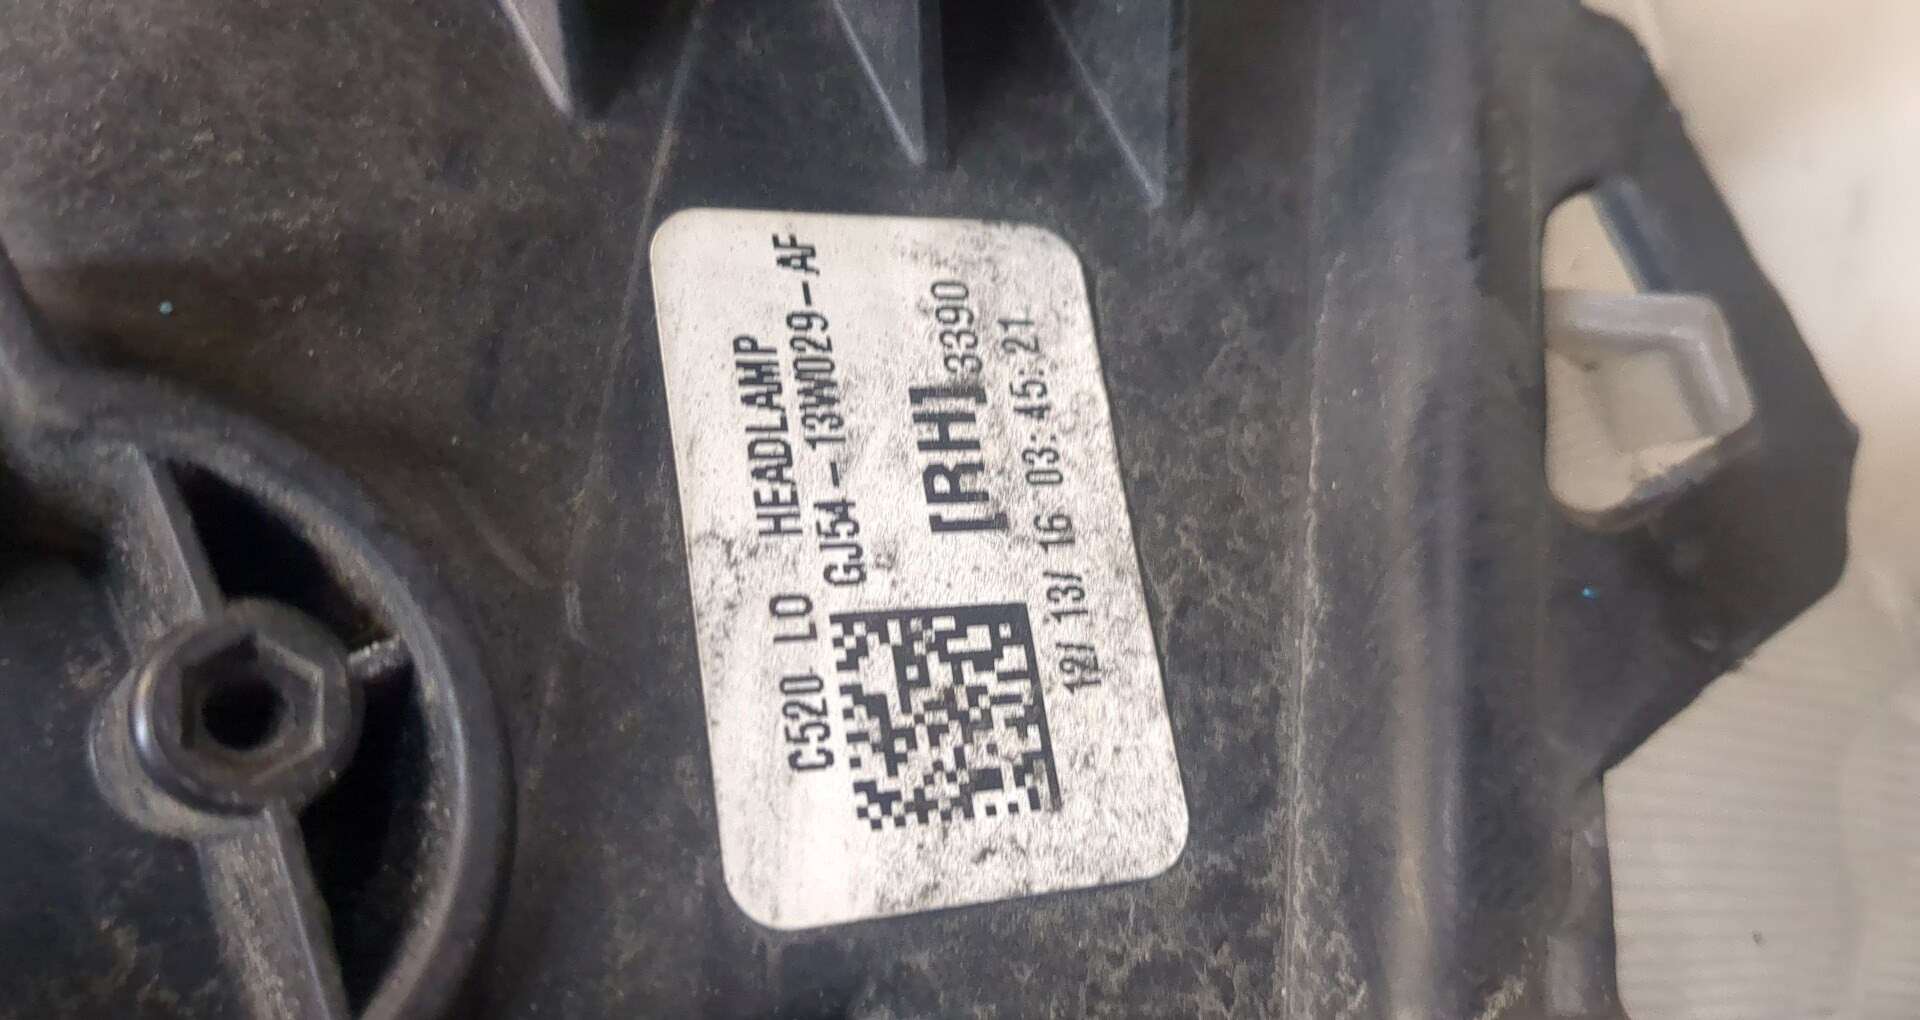 C520 LO HEADLAMP
GJ54-13W029-AF
[RH] 3390
12/13/16 03:45:21